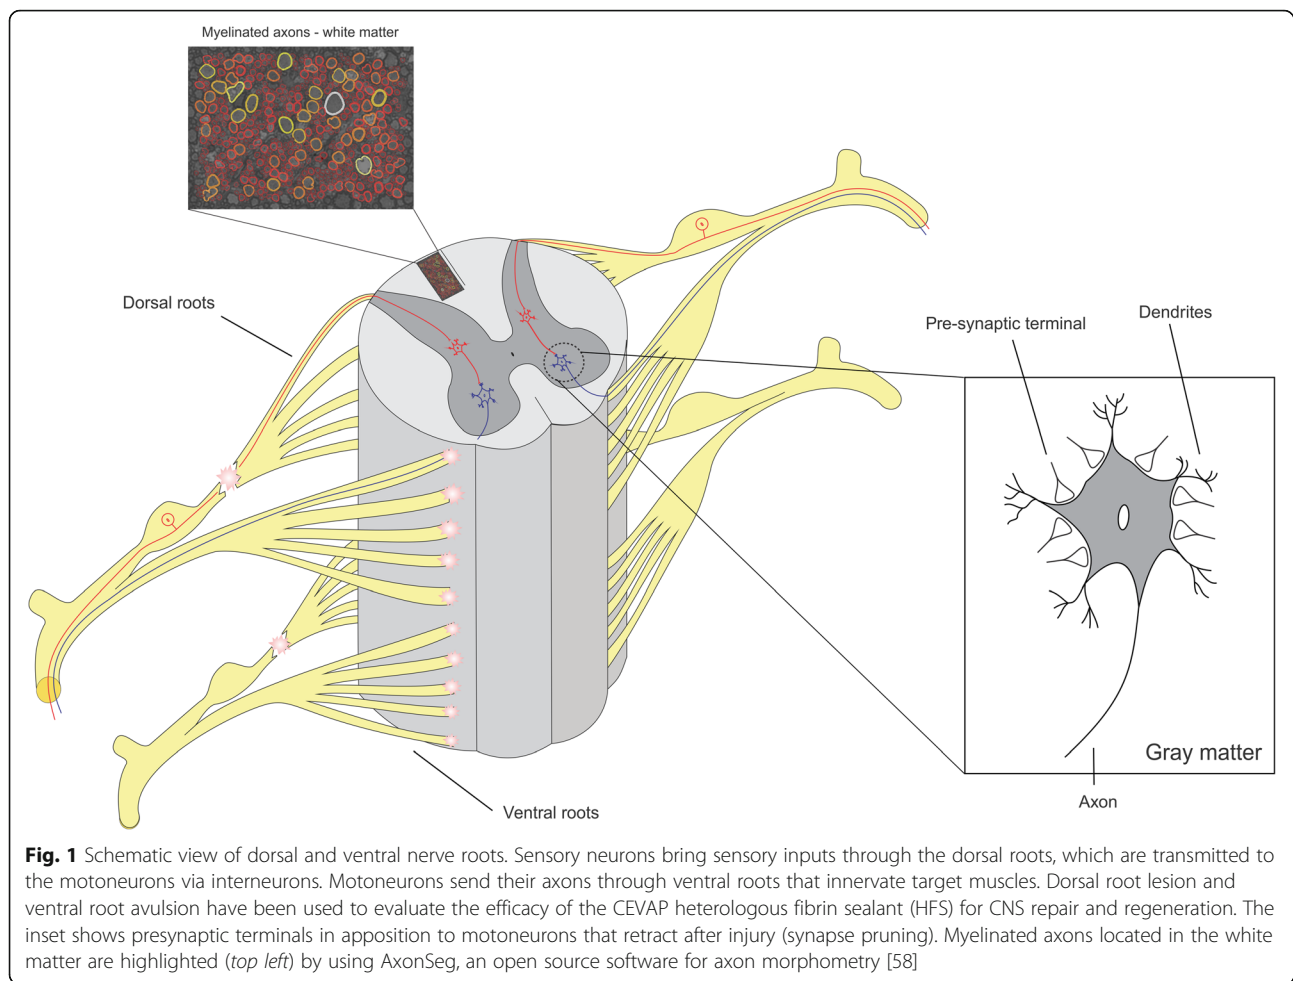 Myelinated axons - white matter
Dorsal roots
Pre-synaptic terminal
Dendrites
Gray matter
Axon
Ventral roots
Fig. 1 Schematic view of dorsal and ventral nerve roots. Sensory neurons bring sensory inputs through the dorsal roots, which are transmitted to
the motoneurons via interneurons. Motoneurons send their axons through ventral roots that innervate target muscles. Dorsal root lesion and
ventral root avulsion have been used to evaluate the efficacy of the CEVAP heterologous fibrin sealant (HFS) for CNS repair and regeneration. The
inset shows presynaptic terminals in apposition to motoneurons that retract after injury (synapse pruning). Myelinated axons located in the white
matter are highlighted (top left) by using AxonSeg, an open source software for axon morphometry [58]